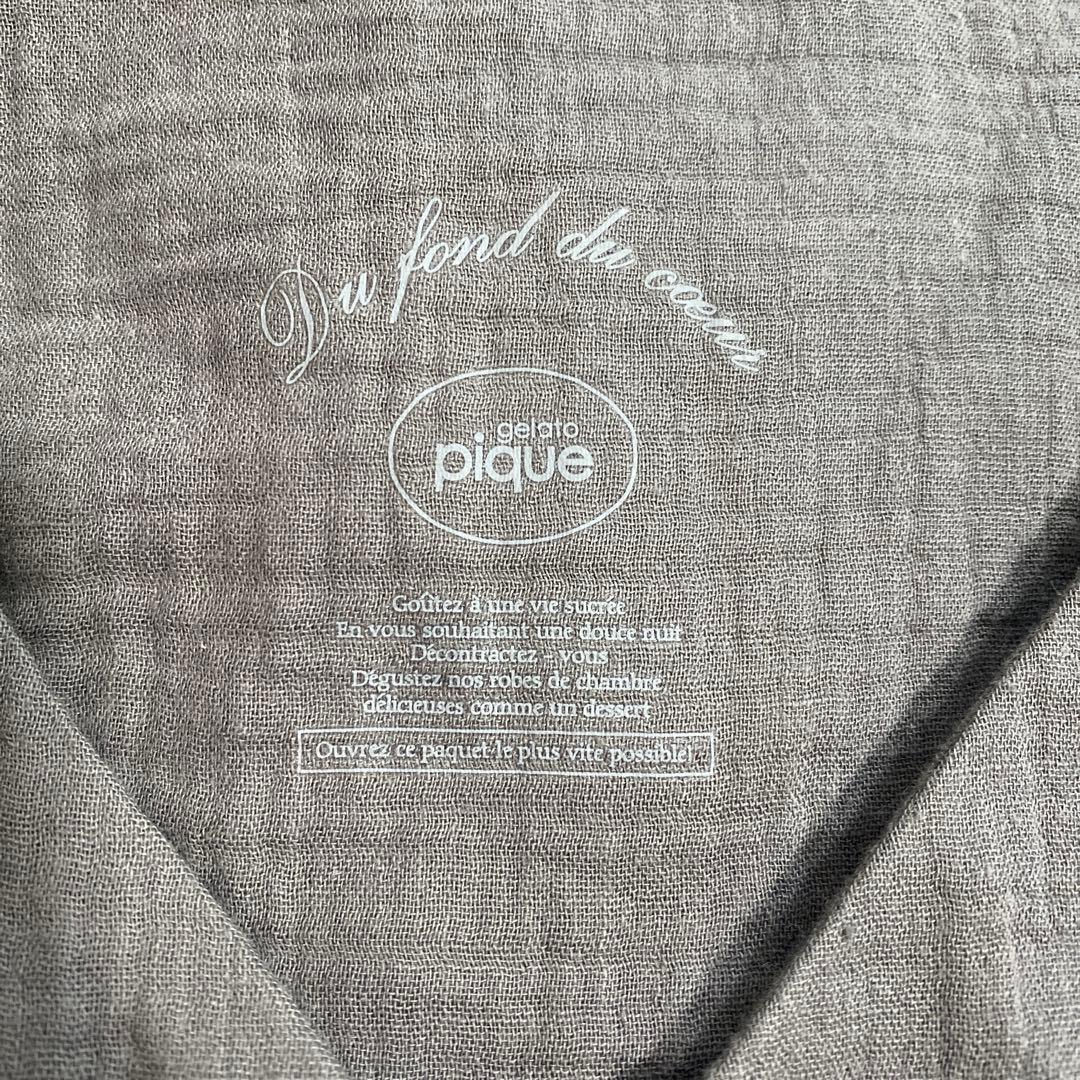 Du fond du cœur
gelato
pique
Goûtez à une vie sucrée
En vous souhaitant une douce nuit
Décontractez - vous
Dégustez nos robes de chambre,
délicieuses comme un dessert
Ouvrez ce paquet le plus vite possible!